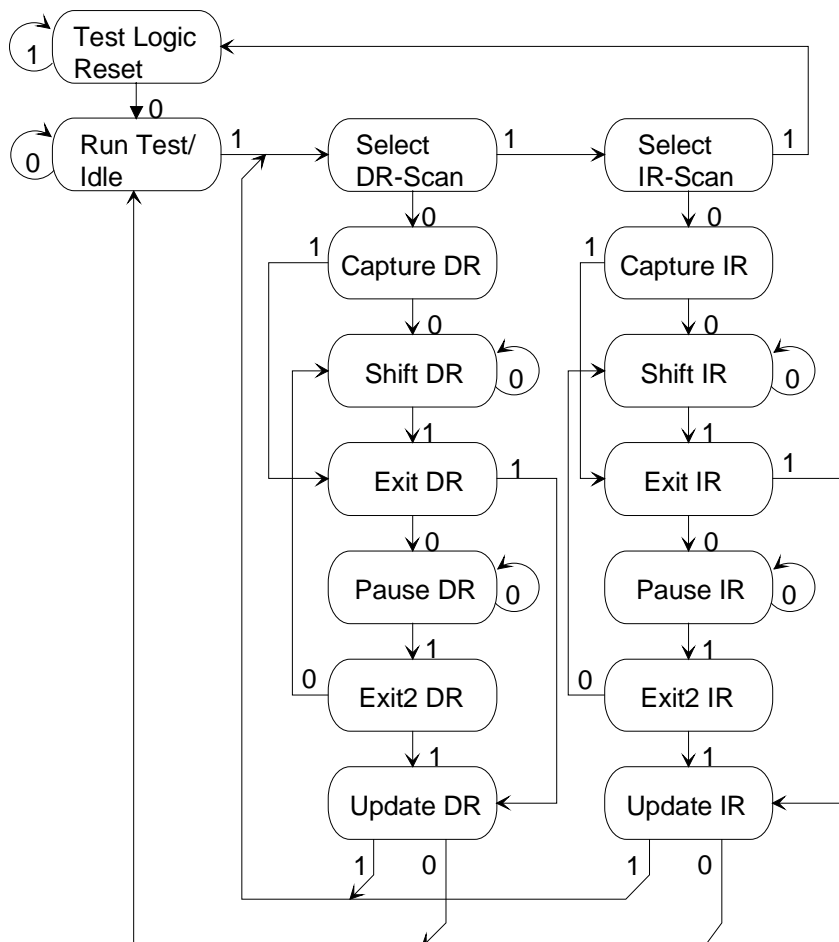 Test Logic
Reset
1
0
Run Test/
Idle
0
1
Select
DR-Scan
1
Select
IR-Scan
1
0
0
1
Capture DR
1
Capture IR
0
0
Shift DR
0
Shift IR
0
1
1
Exit DR
1
Exit IR
1
0
0
Pause DR
0
Pause IR
0
1
1
0
Exit2 DR
0
Exit2 IR
1
1
Update DR
Update IR
1
0
1
0